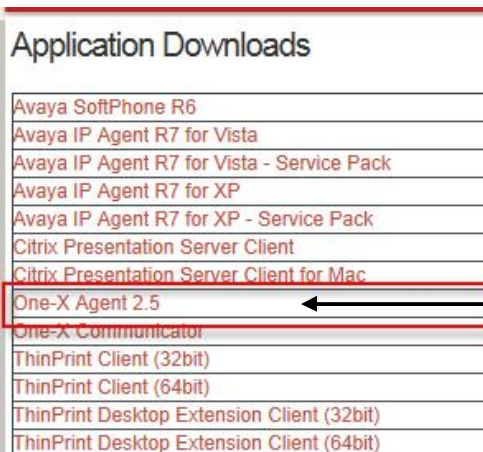 Application Downloads
Avaya SoftPhone R6
Avaya IP Agent R7 for Vista
Avaya IP Agent R7 for Vista - Service Pack
Avaya IP Agent R7 for XP
Avaya IP Agent R7 for XP - Service Pack
Citrix Presentation Server Client
Citrix Presentation Server Client for Mac
One-X Agent 2.5
One-X Communicator
ThinPrint Client (32bit)
ThinPrint Client (64bit)
ThinPrint Desktop Extension Client (32bit)
ThinPrint Desktop Extension Client (64bit)